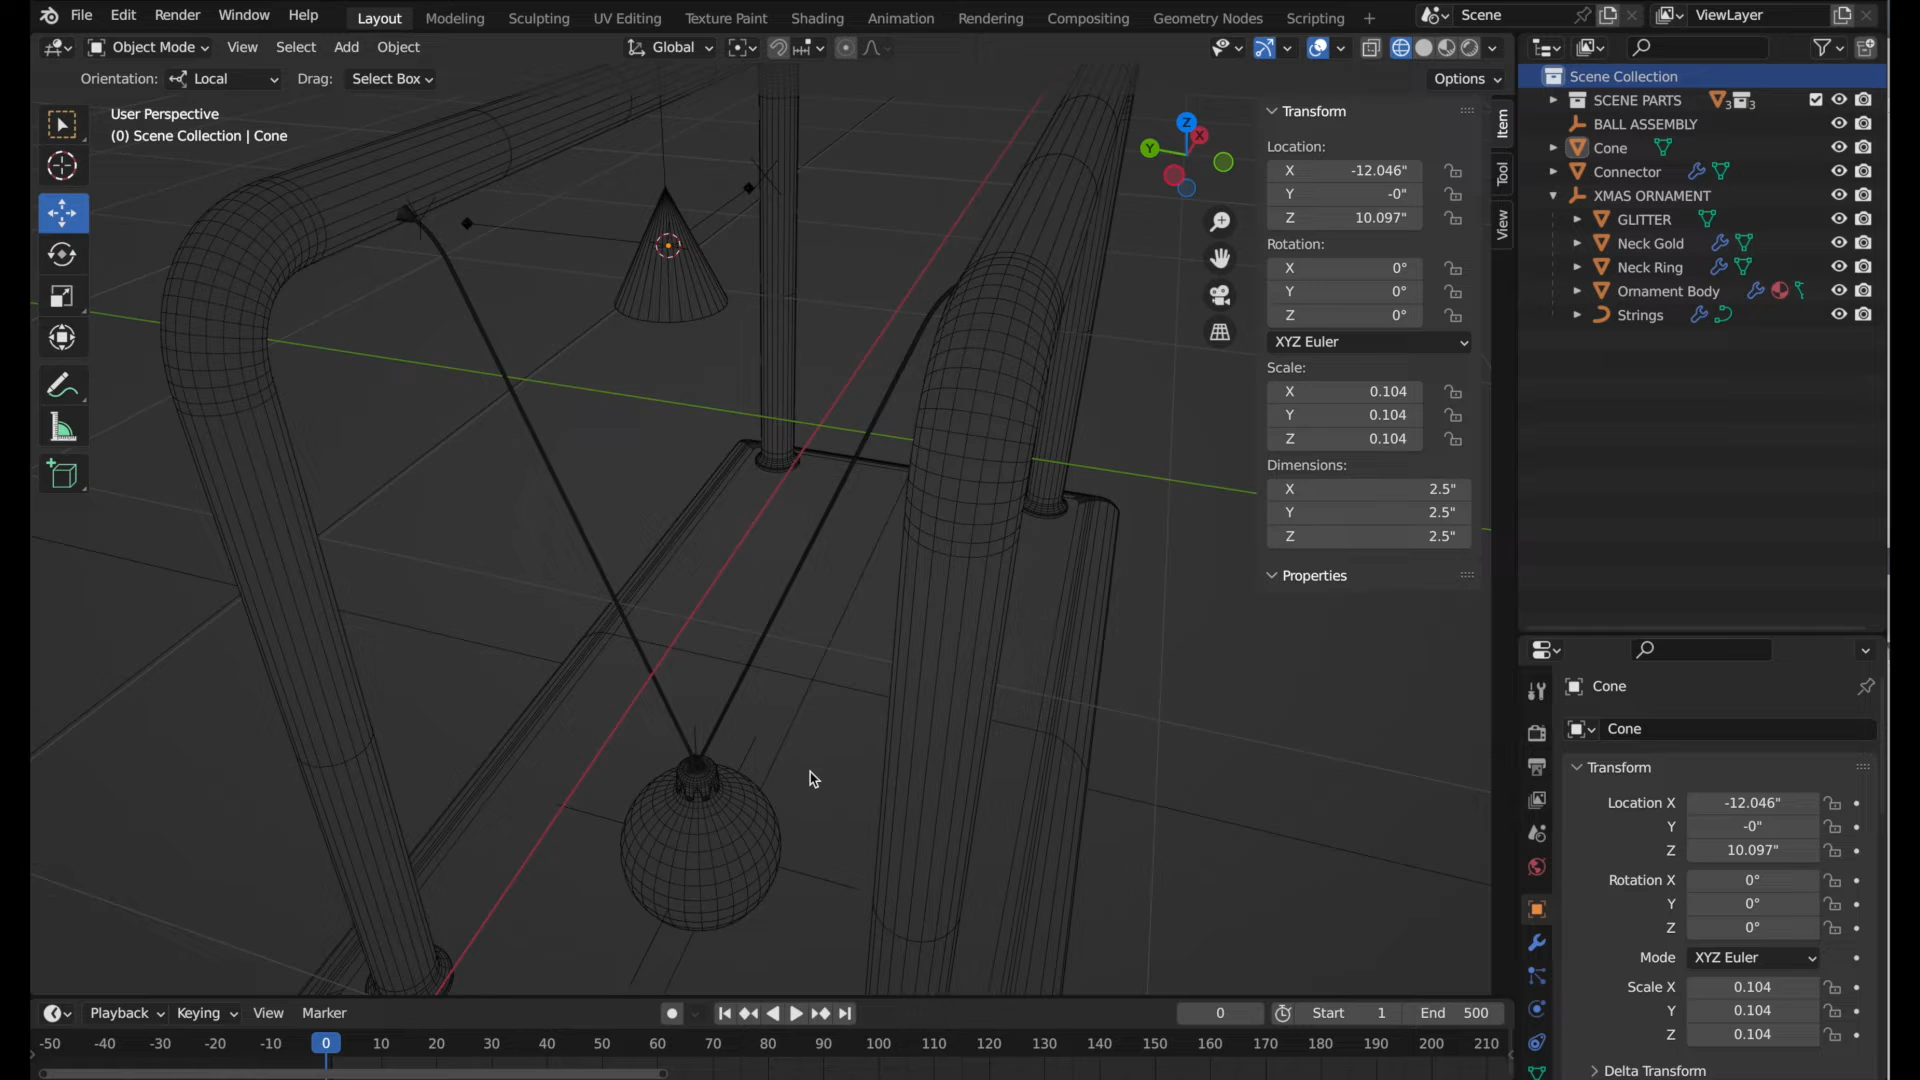 File Edit Render Window Help Layout Modeling Sculpting UV Editing Texture Paint Shading Animation Rendering Compositing Geometry Nodes Scripting + Scene ViewLayer
Object Mode View Select Add Object Global
Orientation: Local Drag: Select Box Options
User Perspective
(0) Scene Collection | Cone
Z
X
Y
Transform
Location:
X -12.046"
Y -0"
Z 10.097"
Rotation:
X 0°
Y 0°
Z 0°
XYZ Euler
Scale:
X 0.104
Y 0.104
Z 0.104
Dimensions:
X 2.5"
Y 2.5"
Z 2.5"
Properties
Item
Tool
View
Scene Collection
SCENE PARTS 3 3
BALL ASSEMBLY
Cone
Connector
XMAS ORNAMENT
GLITTER
Neck Gold
Neck Ring
Ornament Body
Strings
Cone
Cone
Transform
Location X -12.046"
Y -0"
Z 10.097"
Rotation X 0°
Y 0°
Z 0°
Mode XYZ Euler
Scale X 0.104
Y 0.104
Z 0.104
Delta Transform
Playback Keying View Marker 0 Start 1 End 500
-50 -40 -30 -20 -10 0 10 20 30 40 50 60 70 80 90 100 110 120 130 140 150 160 170 180 190 200 210